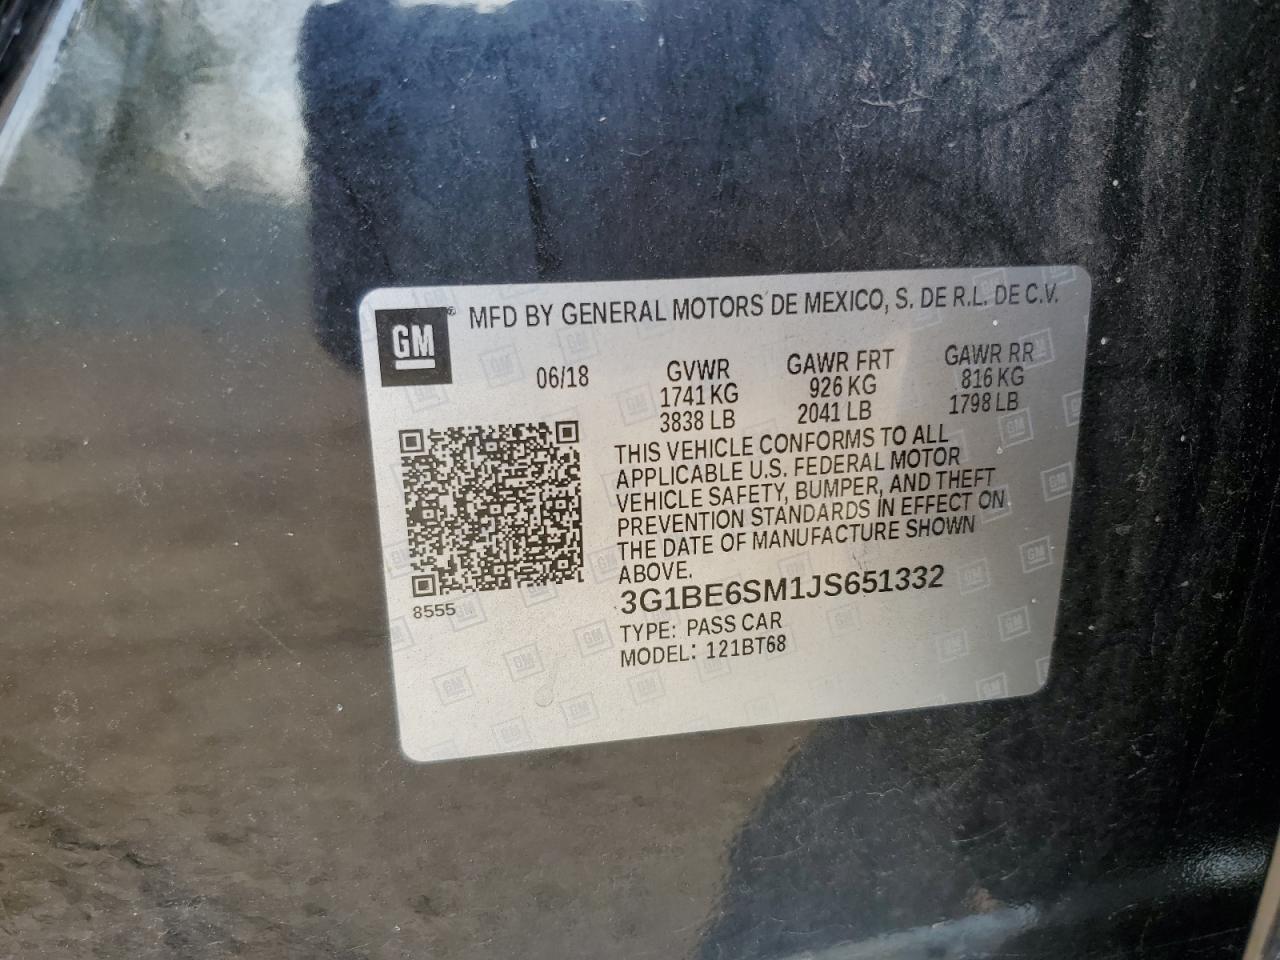 GM ® MFD BY GENERAL MOTORS DE MEXICO, S. DE R.L. DE C.V.
06/18 GVWR GAWR FRT GAWR RR
1741 KG 926 KG 816 KG
3838 LB 2041 LB 1798 LB
THIS VEHICLE CONFORMS TO ALL
APPLICABLE U.S. FEDERAL MOTOR
VEHICLE SAFETY, BUMPER, AND THEFT
PREVENTION STANDARDS IN EFFECT ON
THE DATE OF MANUFACTURE SHOWN
ABOVE.
8555
3G1BE6SM1JS651332
TYPE: PASS CAR
MODEL: 121BT68